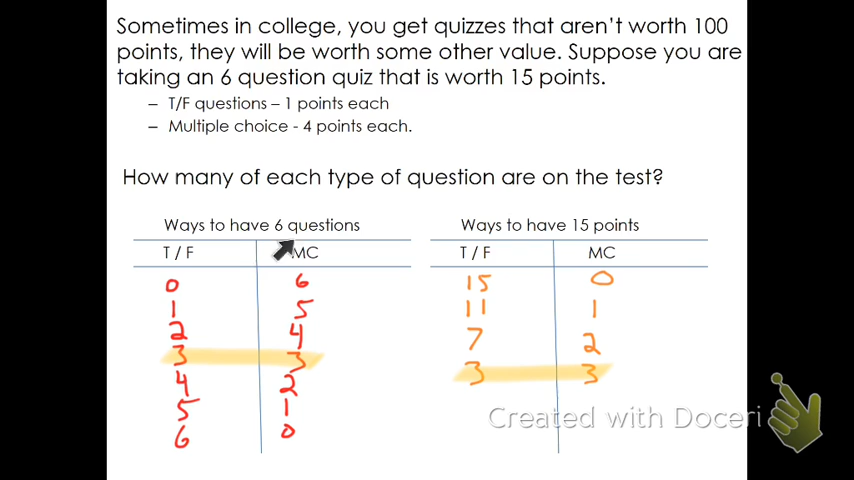 Sometimes in college, you get quizzes that aren't worth 100
points, they will be worth some other value. Suppose you are
taking an 6 question quiz that is worth 15 points.
– T/F questions – 1 points each
– Multiple choice - 4 points each.
How many of each type of question are on the test?
Ways to have 6 questions
T / F MC
0 6
1 5
2 4
3 3
4 2
5 1
6 0
Ways to have 15 points
T / F MC
15 0
11 1
7 2
3 3
Created with Doceri